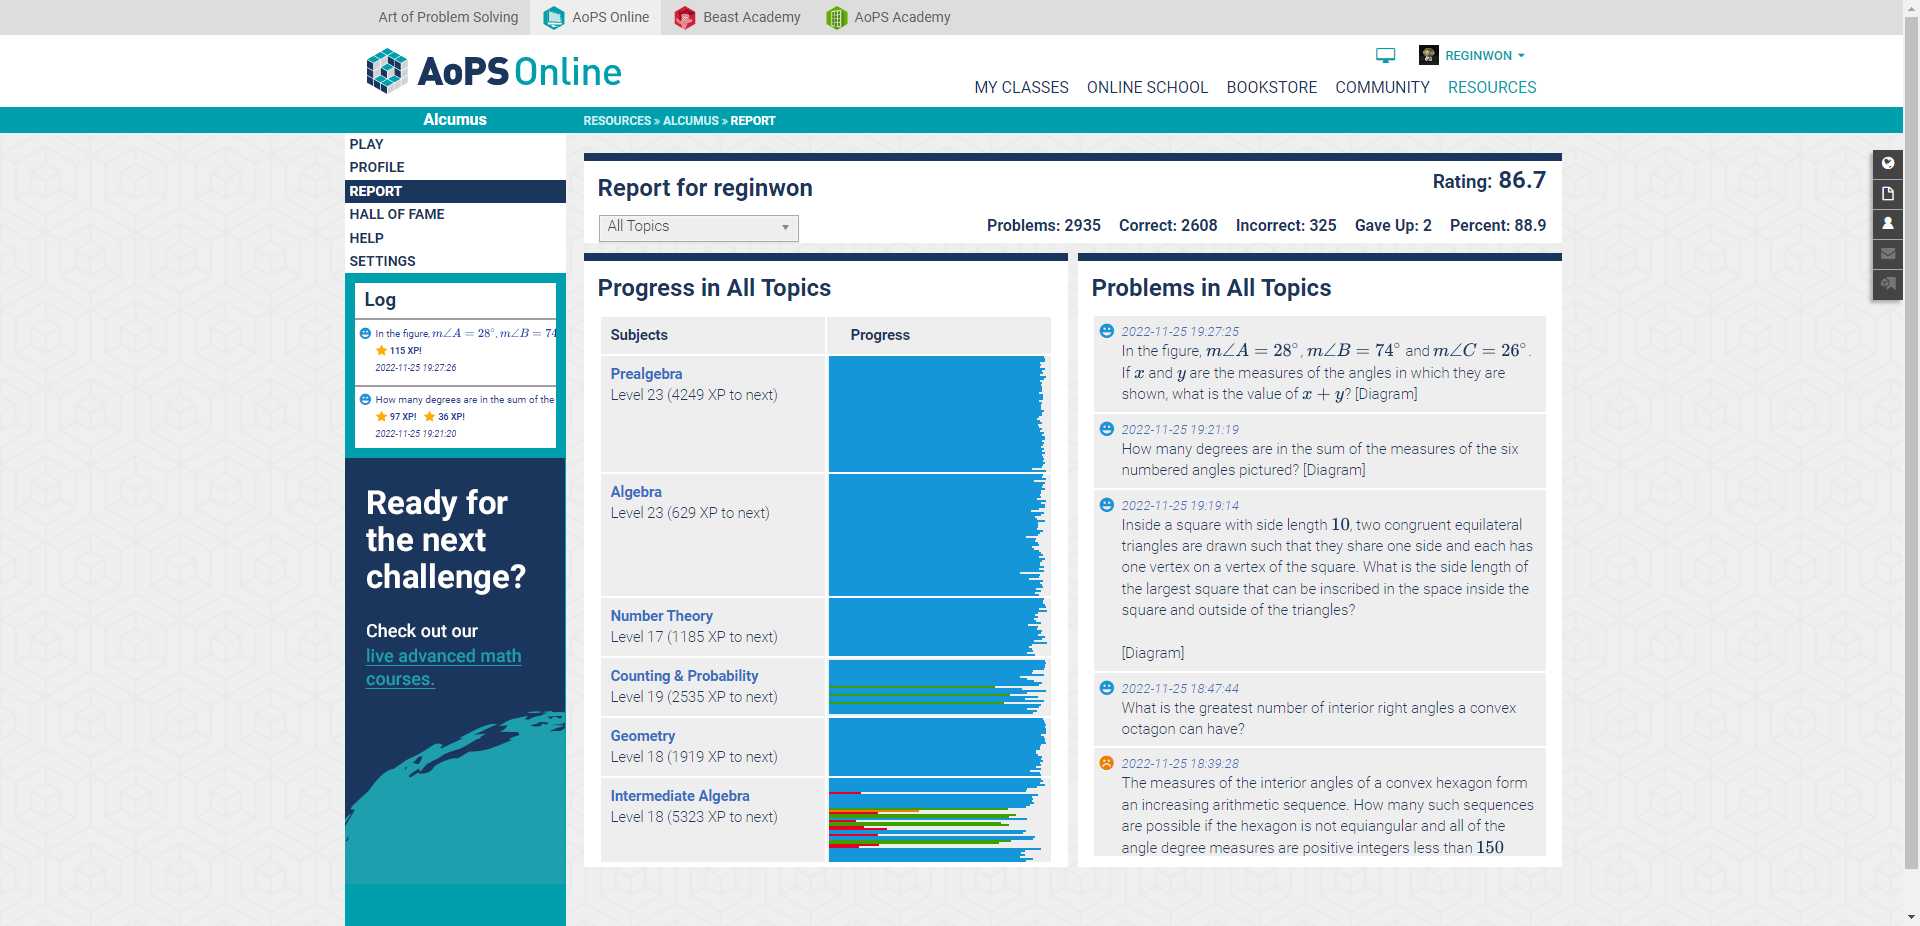 Art of Problem Solving AoPS Online Beast Academy AoPS Academy
AoPS Online
REGINWON
MY CLASSES ONLINE SCHOOL BOOKSTORE COMMUNITY RESOURCES
Alcumus
RESOURCES » ALCUMUS » REPORT
PLAY
PROFILE
REPORT
HALL OF FAME
HELP
SETTINGS
Log
In the figure, m∠A = 28°, m∠B = 74
115 XP!
2022-11-25 19:27:26
How many degrees are in the sum of the
97 XP! 36 XP!
2022-11-25 19:21:20
Ready for
the next
challenge?
Check out our
live advanced math
courses.
Report for reginwon
Rating: 86.7
All Topics
Problems: 2935 Correct: 2608 Incorrect: 325 Gave Up: 2 Percent: 88.9
Progress in All Topics
Subjects Progress
Prealgebra
Level 23 (4249 XP to next)
Algebra
Level 23 (629 XP to next)
Number Theory
Level 17 (1185 XP to next)
Counting & Probability
Level 19 (2535 XP to next)
Geometry
Level 18 (1919 XP to next)
Intermediate Algebra
Level 18 (5323 XP to next)
Problems in All Topics
2022-11-25 19:27:25
In the figure, m∠A = 28°, m∠B = 74° and m∠C = 26°.
If x and y are the measures of the angles in which they are
shown, what is the value of x + y? [Diagram]
2022-11-25 19:21:19
How many degrees are in the sum of the measures of the six
numbered angles pictured? [Diagram]
2022-11-25 19:19:14
Inside a square with side length 10, two congruent equilateral
triangles are drawn such that they share one side and each has
one vertex on a vertex of the square. What is the side length of
the largest square that can be inscribed in the space inside the
square and outside of the triangles?
[Diagram]
2022-11-25 18:47:44
What is the greatest number of interior right angles a convex
octagon can have?
2022-11-25 18:39:28
The measures of the interior angles of a convex hexagon form
an increasing arithmetic sequence. How many such sequences
are possible if the hexagon is not equiangular and all of the
angle degree measures are positive integers less than 150